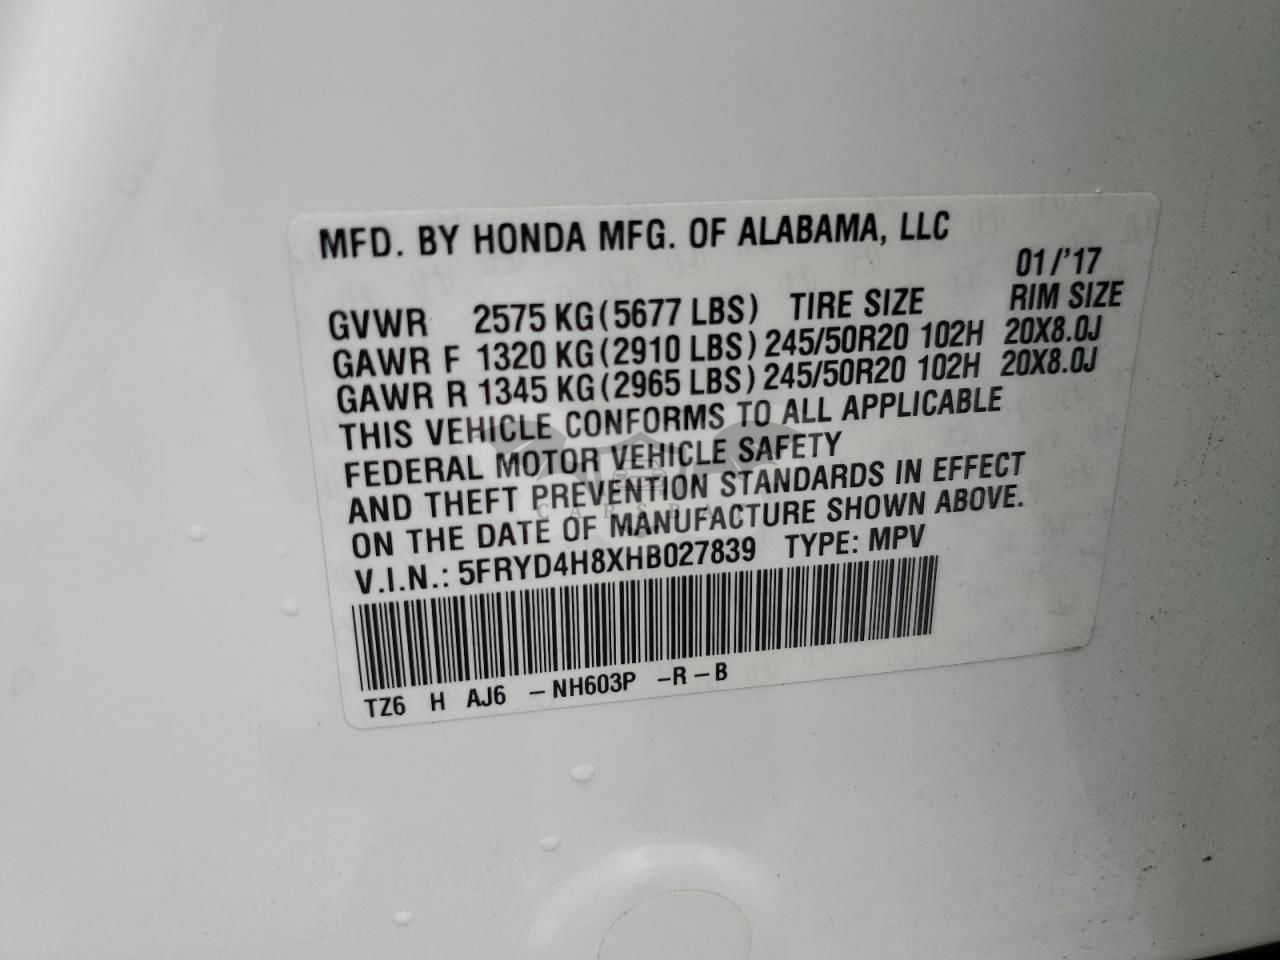 MFD. BY HONDA MFG. OF ALABAMA, LLC
01/'17
GVWR 2575 KG (5677 LBS) TIRE SIZE RIM SIZE
GAWR F 1320 KG (2910 LBS) 245/50R20 102H 20X8.0J
GAWR R 1345 KG (2965 LBS) 245/50R20 102H 20X8.0J
THIS VEHICLE CONFORMS TO ALL APPLICABLE
FEDERAL MOTOR VEHICLE SAFETY
AND THEFT PREVENTION STANDARDS IN EFFECT
ON THE DATE OF MANUFACTURE SHOWN ABOVE.
V.I.N.: 5FRYD4H8XHB027839 TYPE: MPV
TZ6 H AJ6 -NH603P -R-B